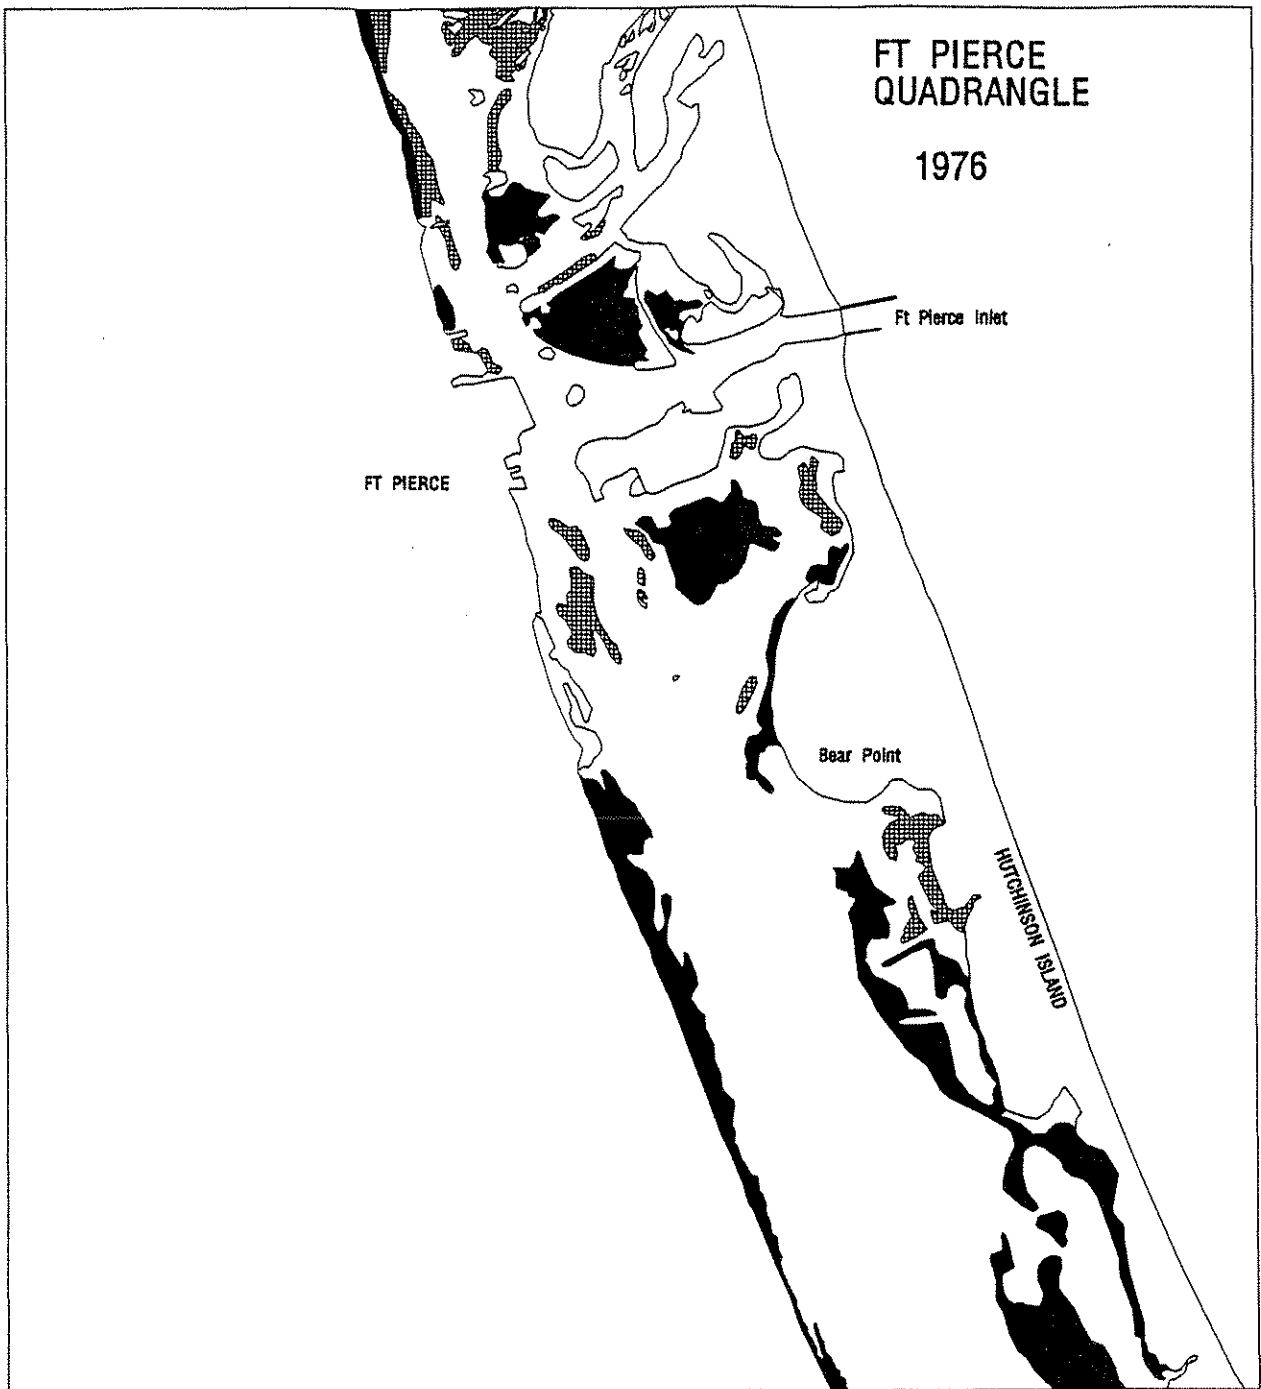 FT PIERCE
QUADRANGLE
1976
Ft Pierce Inlet
FT PIERCE
Bear Point
HUTCHINSON ISLAND